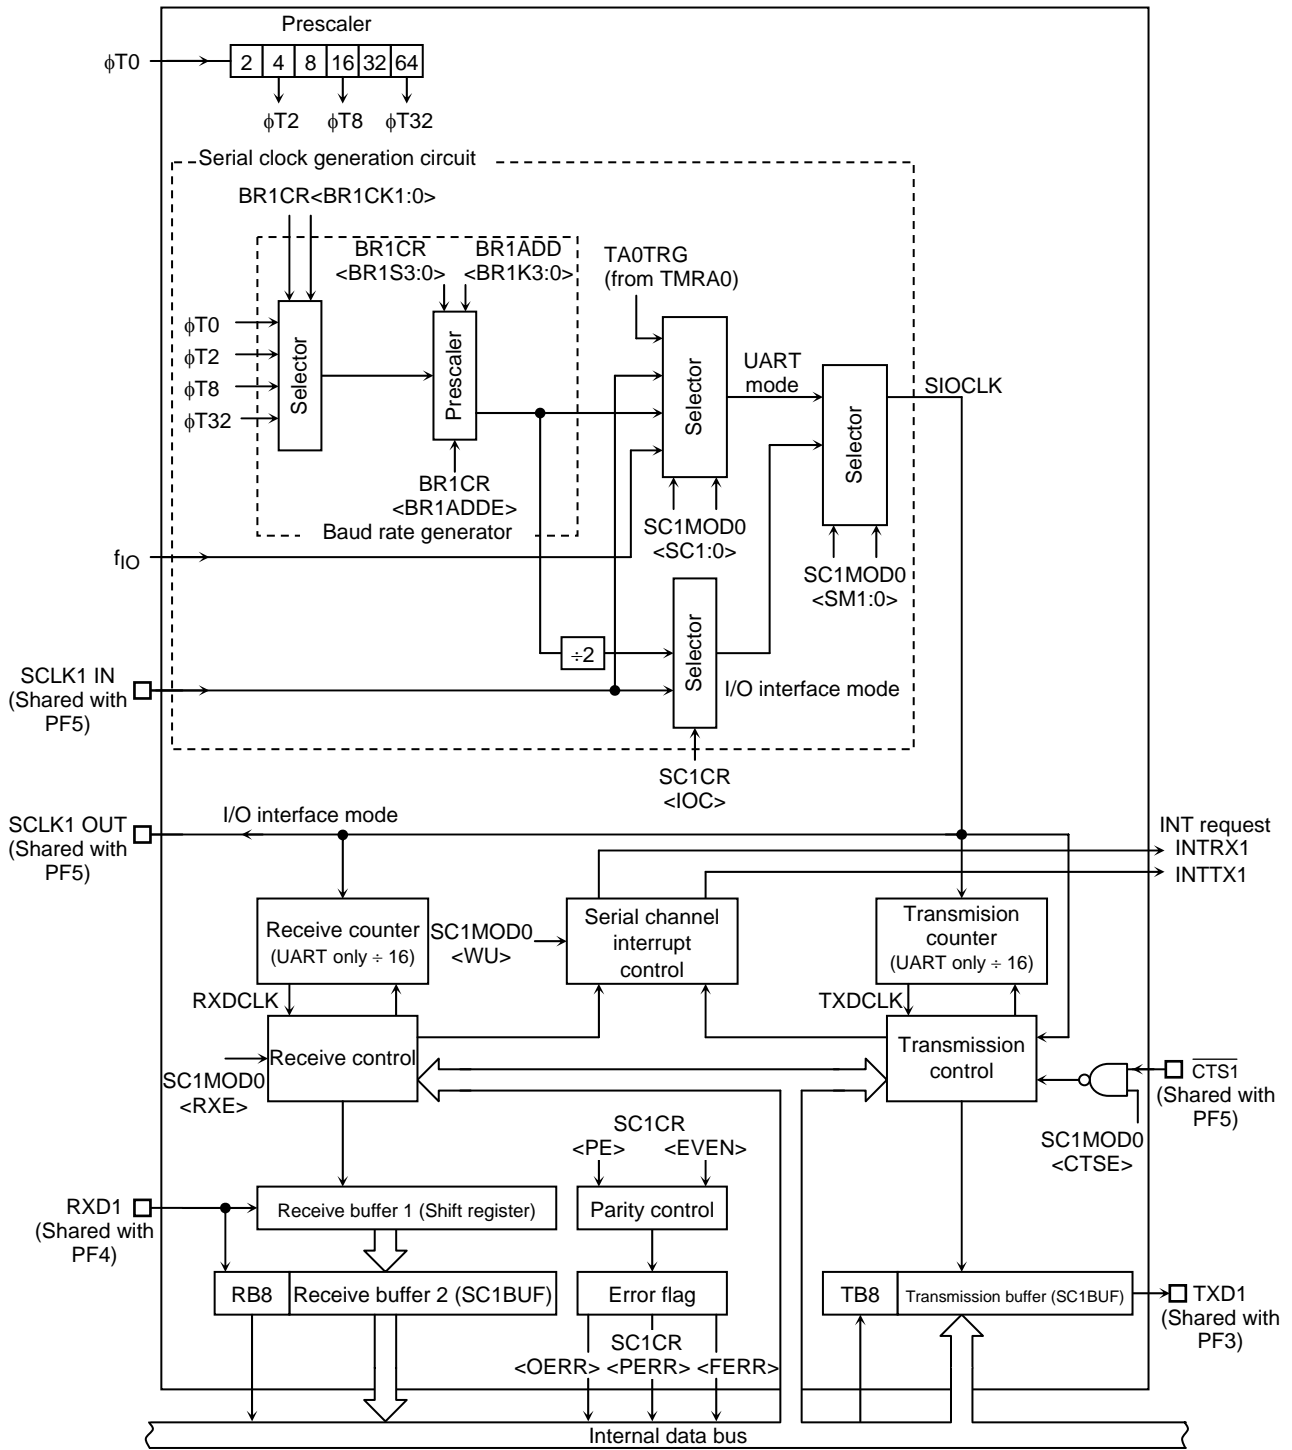 Prescaler
ϕT0
2 4 8 16 32 64
ϕT2 ϕT8 ϕT32
Serial clock generation circuit
BR1CR<BR1CK1:0>
BR1CR
<BR1S3:0>
BR1ADD
<BR1K3:0>
TA0TRG
(from TMRA0)
ϕT0
ϕT2
ϕT8
ϕT32
Selector
Prescaler
Selector
UART
mode
Selector
SIOCLK
BR1CR
<BR1ADDE>
Baud rate generator
SC1MOD0
<SC1:0>
fIO
SC1MOD0
<SM1:0>
÷2
Selector
SCLK1 IN
(Shared with
PF5)
I/O interface mode
SC1CR
<IOC>
I/O interface mode
SCLK1 OUT
(Shared with
PF5)
INT request
INTRX1
INTTX1
Receive counter
(UART only ÷ 16)
SC1MOD0
<WU>
Serial channel
interrupt
control
Transmision
counter
(UART only ÷ 16)
RXDCLK
TXDCLK
Receive control
SC1MOD0
<RXE>
Transmission
control
CTS1
(Shared with
PF5)
SC1MOD0
<CTSE>
SC1CR
<PE> <EVEN>
RXD1
(Shared with
PF4)
Receive buffer 1 (Shift register)
Parity control
RB8 Receive buffer 2 (SC1BUF)
Error flag
TB8 Transmission buffer (SC1BUF)
TXD1
(Shared with
PF3)
SC1CR
<OERR> <PERR> <FERR>
Internal data bus